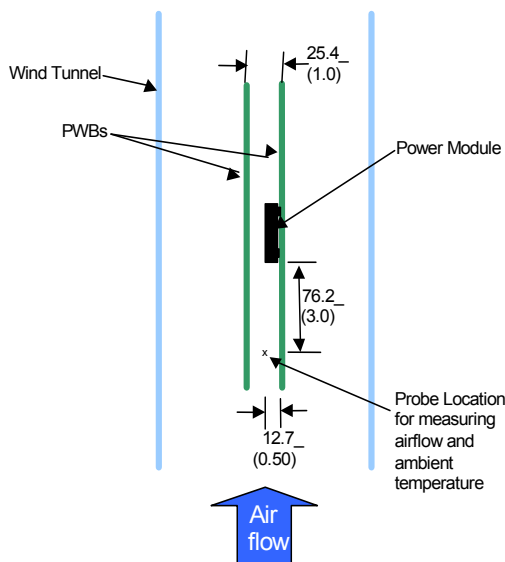 25.4_
(1.0)
Wind Tunnel
PWBs
Power Module
76.2_
(3.0)
x
Probe Location
for measuring
airflow and
ambient
temperature
12.7_
(0.50)
Air
flow